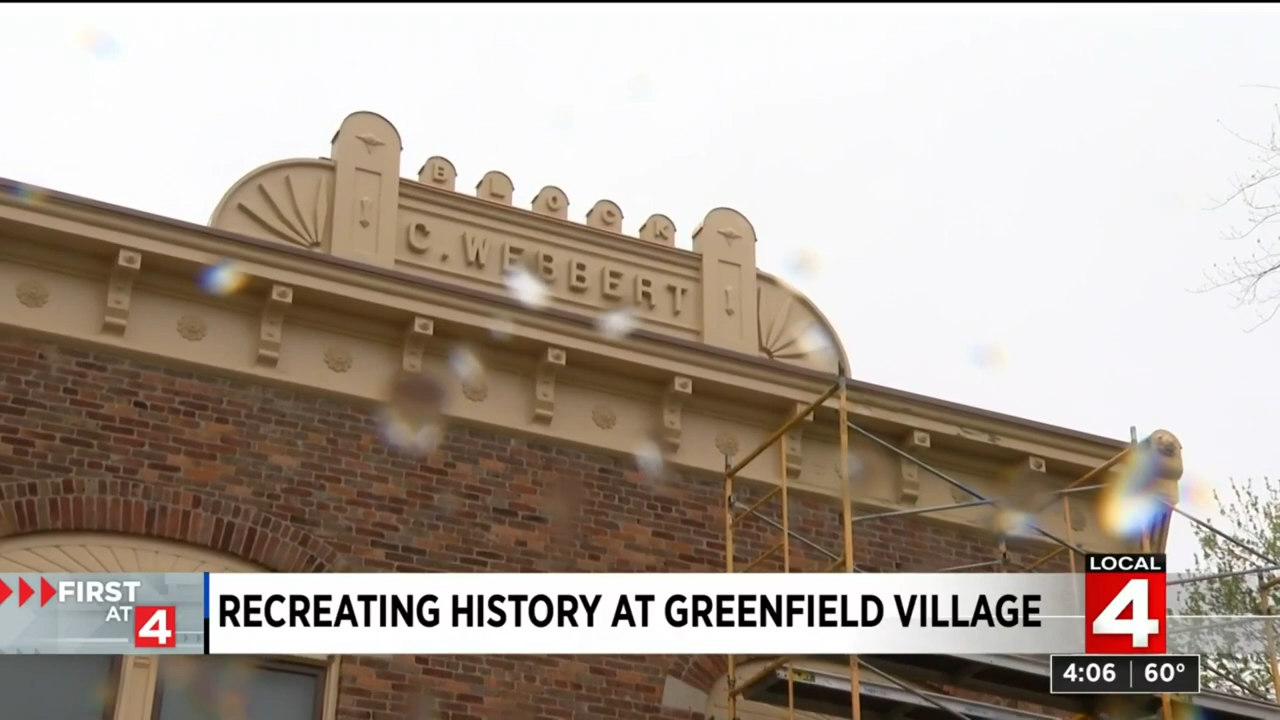 BLOCK
C. WEBBERT
FIRST
AT 4
RECREATING HISTORY AT GREENFIELD VILLAGE
LOCAL
4
4:06 60°